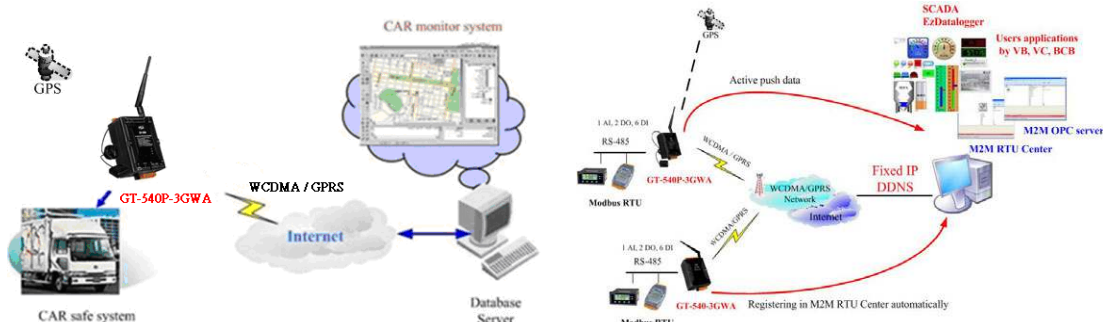 CAR monitor system
GPS
GT-540P-3GWA
WCDMA / GPRS
Internet
CAR safe system
Database
Server
GPS
SCADA
EzDatalogger
Users applications
by VB, VC, BCB
Active push data
M2M OPC server
M2M RTU Center
1 AI, 2 DO, 6 DI
RS-485
GT-540P-3GWA
Modbus RTU
WCDMA / GPRS
WCDMA/GPRS
Network
Internet
Fixed IP
DDNS
WCDMA/GPRS
1 AI, 2 DO, 6 DI
RS-485
GT-540-3GWA
Registering in M2M RTU Center automatically
Modbus RTU